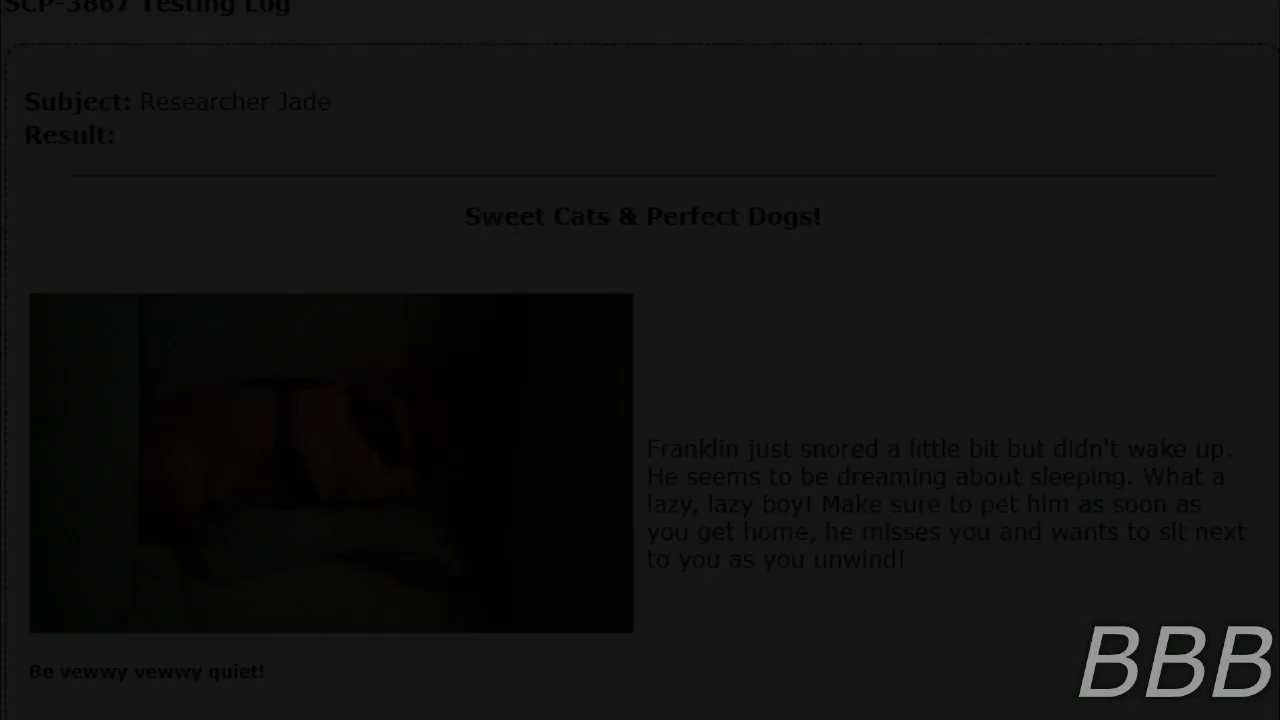 SCP-3867 Testing Log
Subject: Researcher Jade
Result:
Sweet Cats & Perfect Dogs!
Franklin just snored a little bit but didn't wake up.
He seems to be dreaming about sleeping. What a
lazy, lazy boy! Make sure to pet him as soon as
you get home, he misses you and wants to sit next
to you as you unwind!
Be vewwy vewwy quiet!
BBB